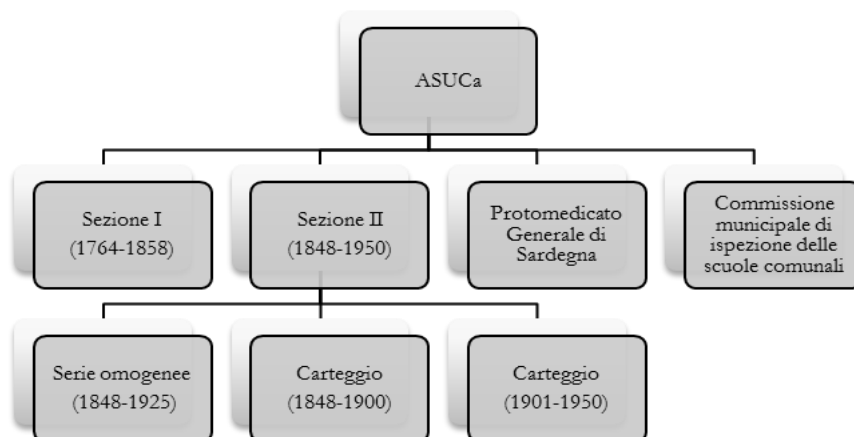 ASUCa
Sezione I
(1764-1858)
Sezione II
(1848-1950)
Protomedicato
Generale di
Sardegna
Commissione
municipale di
ispezione delle
scuole comunali
Serie omogenee
(1848-1925)
Carteggio
(1848-1900)
Carteggio
(1901-1950)